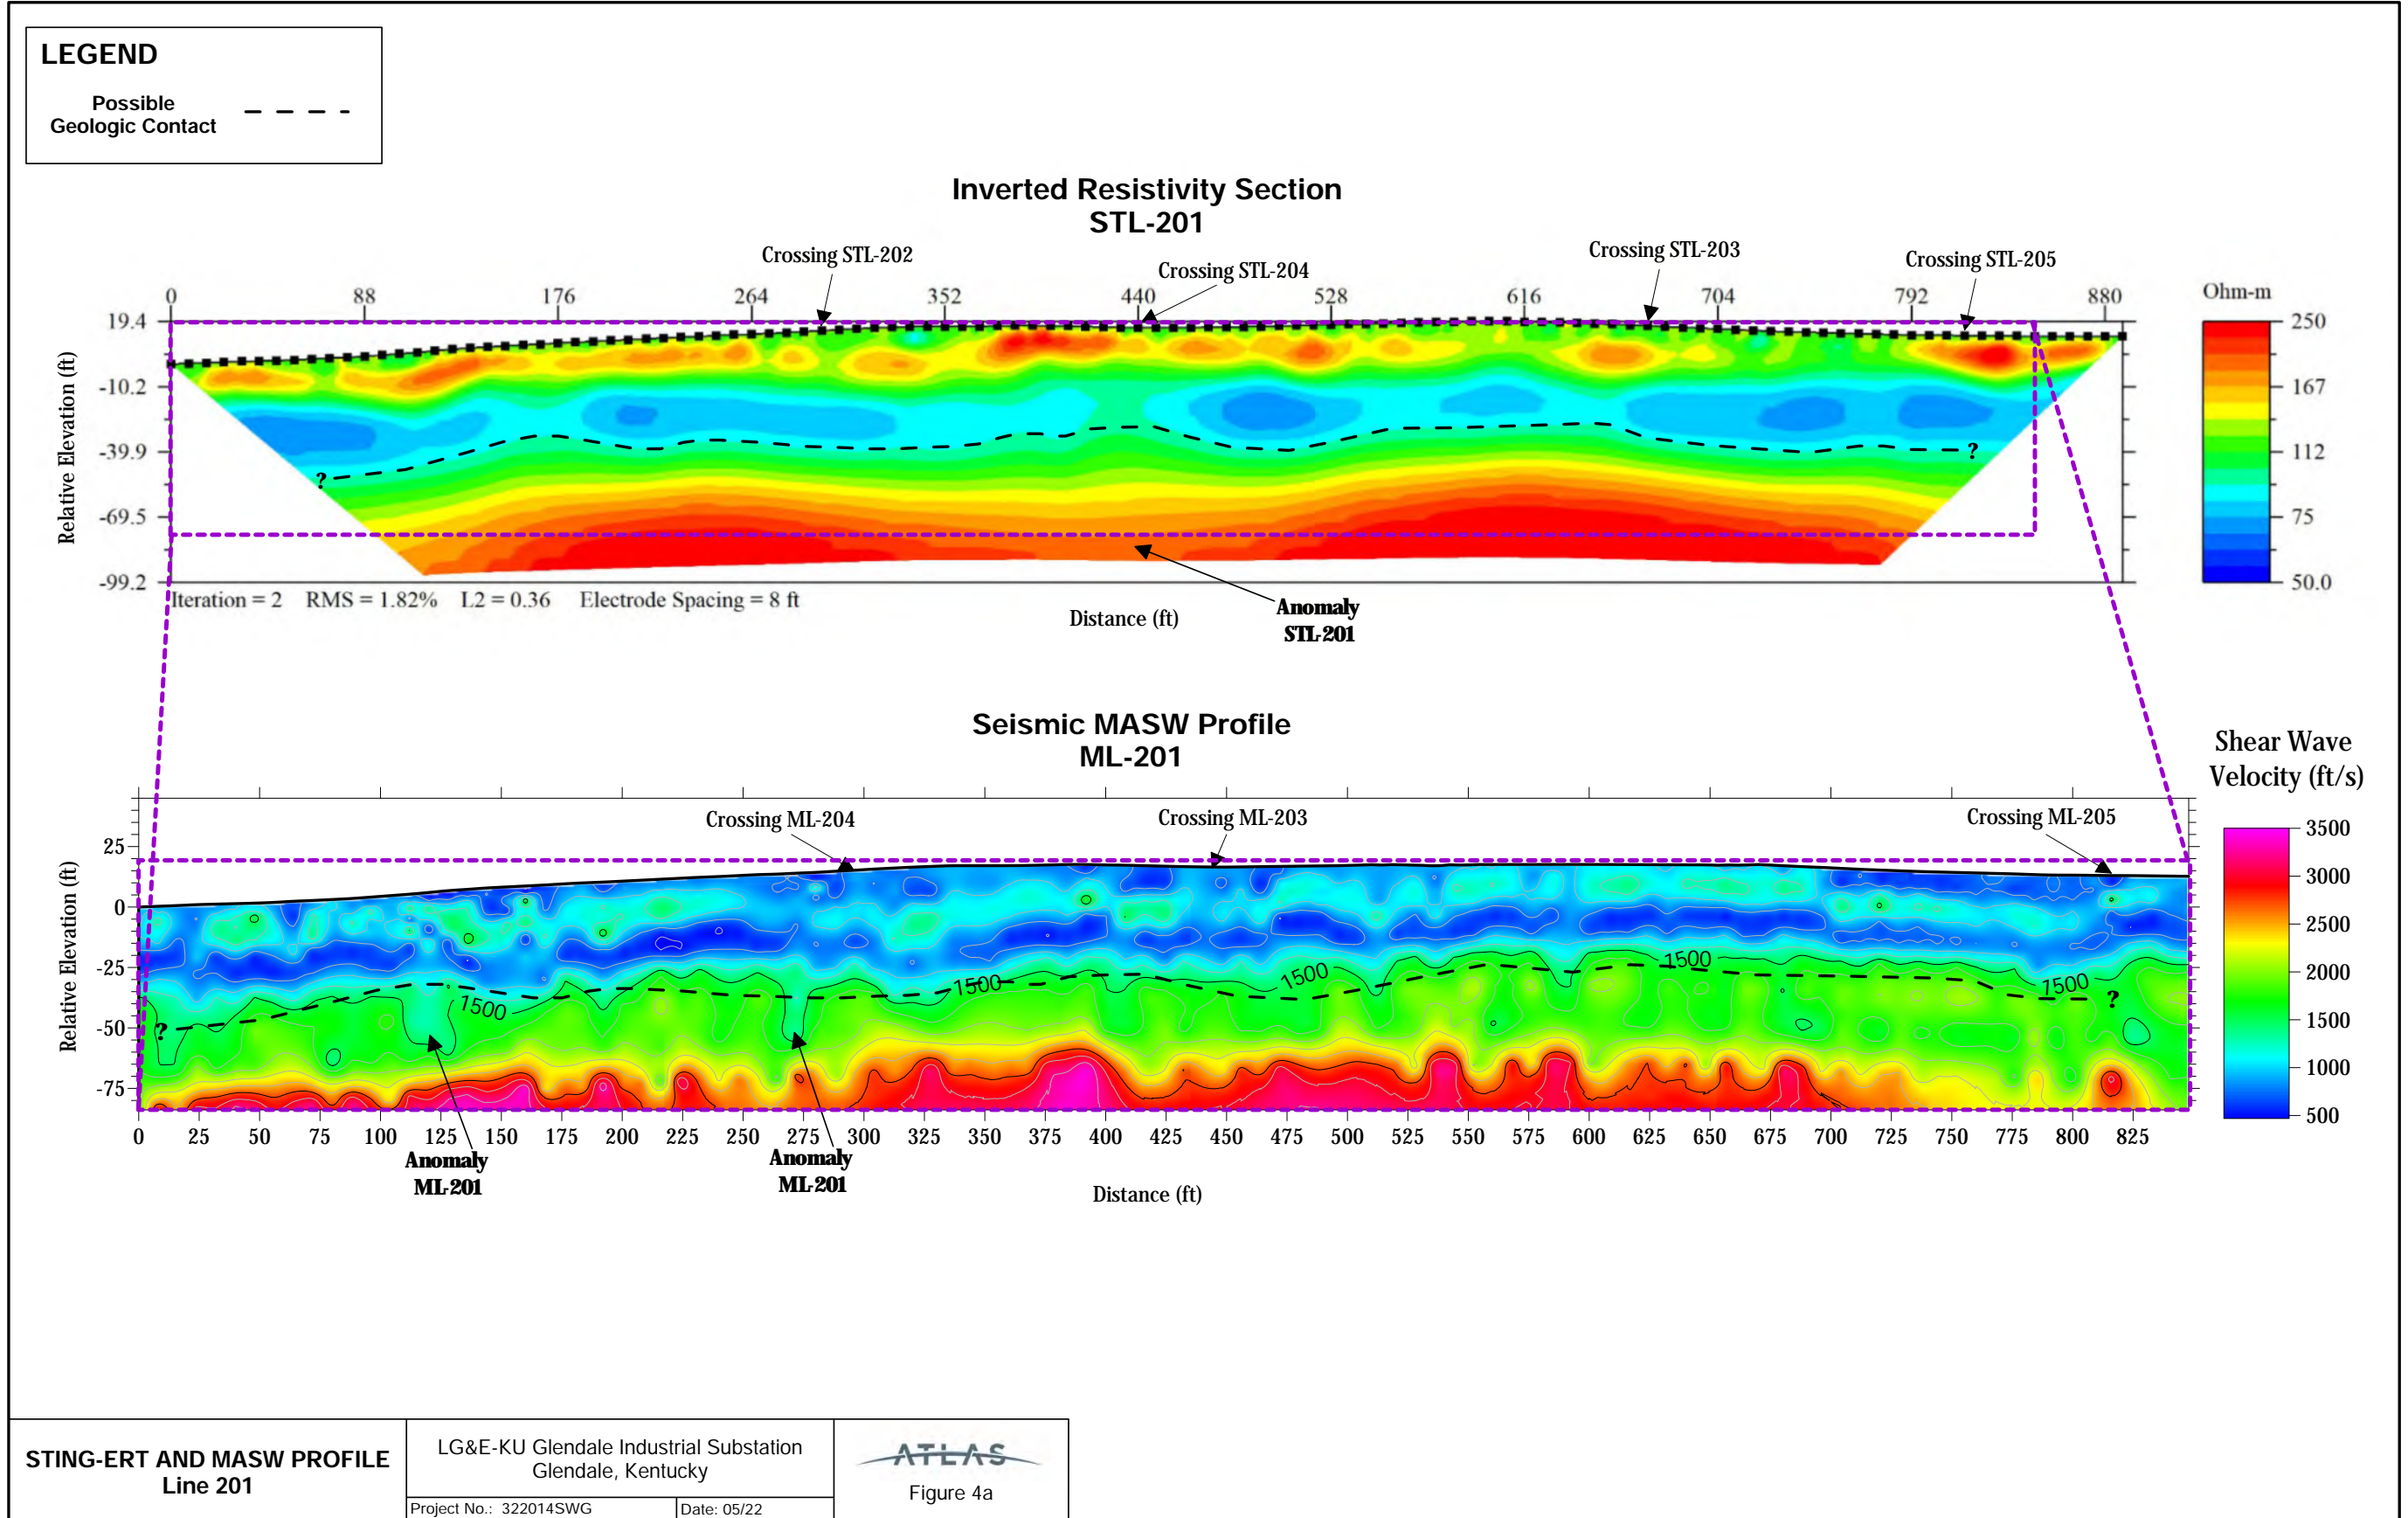 LEGEND
Possible
Geologic Contact
Inverted Resistivity Section
STL-201
Crossing STL-202
Crossing STL-204
Crossing STL-203
Crossing STL-205
0 88 176 264 352 440 528 616 704 792 880
Ohm-m
19.4
-10.2
-39.9
-69.5
-99.2
Relative Elevation (ft)
? ?
250
167
112
75
50.0
Iteration = 2 RMS = 1.82% L2 = 0.36 Electrode Spacing = 8 ft
Distance (ft)
Anomaly
STL-201
Seismic MASW Profile
ML-201
Shear Wave
Velocity (ft/s)
Crossing ML-204
Crossing ML-203
Crossing ML-205
25
0
-25
-50
-75
Relative Elevation (ft)
1500 1500 1500 1500 1500
? ?
3500
3000
2500
2000
1500
1000
500
0 25 50 75 100 125 150 175 200 225 250 275 300 325 350 375 400 425 450 475 500 525 550 575 600 625 650 675 700 725 750 775 800 825
Anomaly
ML-201
Anomaly
ML-201
Distance (ft)
STING-ERT AND MASW PROFILE
Line 201
LG&E-KU Glendale Industrial Substation
Glendale, Kentucky
Project No.: 322014SWG
Date: 05/22
ATLAS
Figure 4a